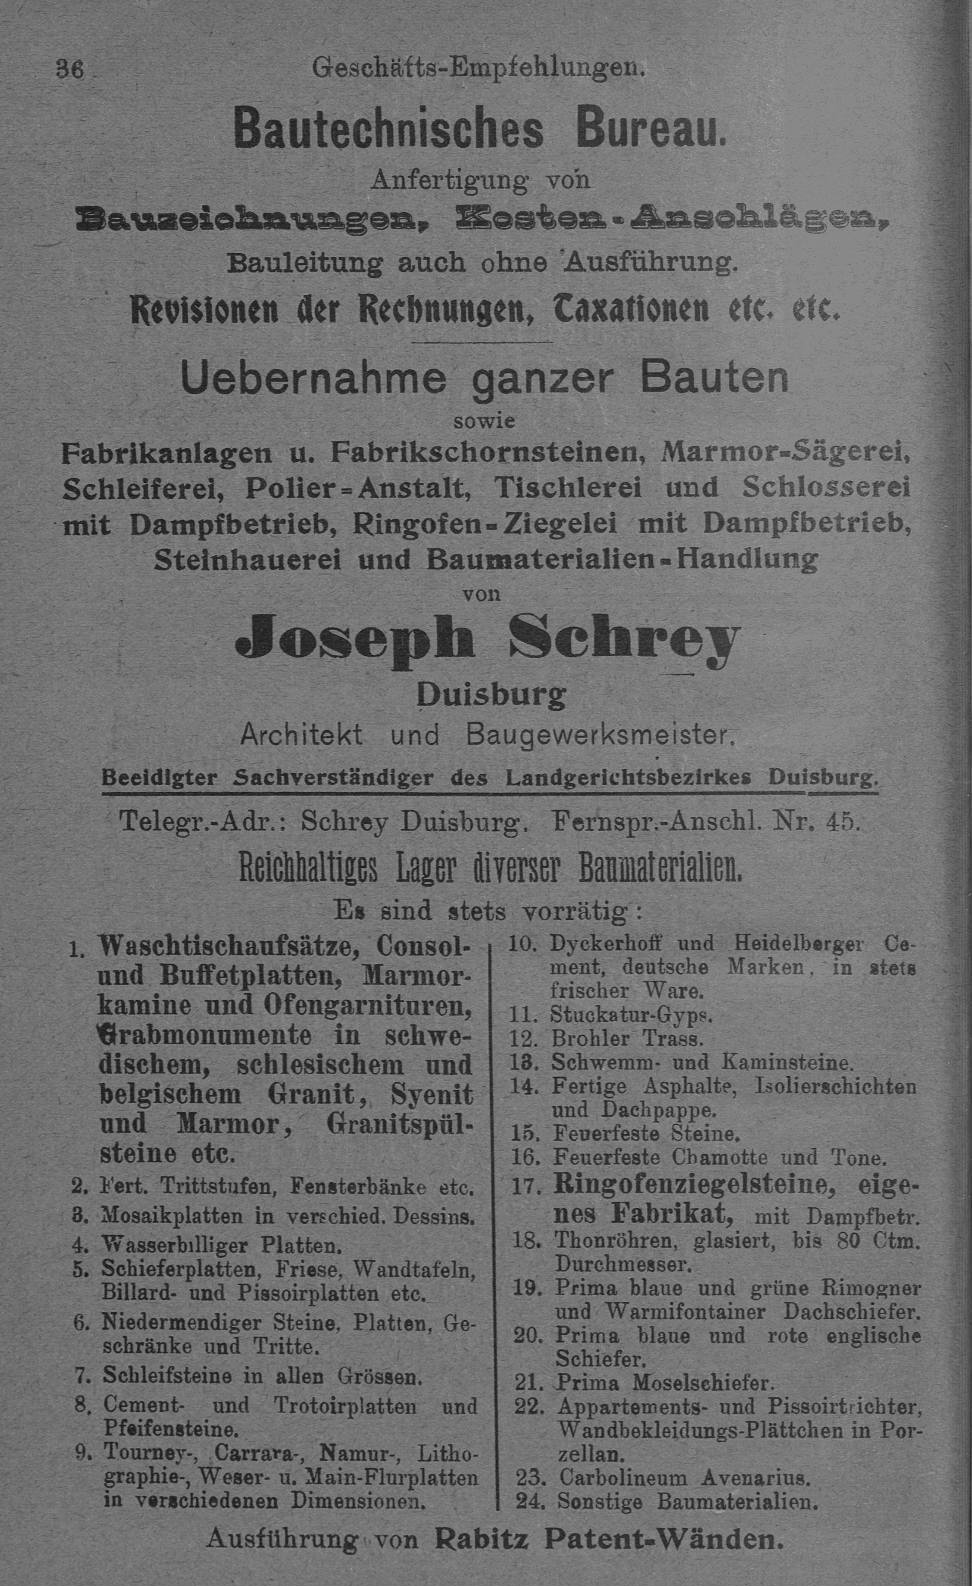 36
Geschäfts-Empfehlungen.
Bautechnisches Bureau.
Anfertigung von
Bauzeichnungen, Kosten-Anschlägen,
Bauleitung auch ohne Ausführung.
Revisionen der Rechnungen, Taxationen etc. etc.
Uebernahme ganzer Bauten
sowie
Fabrikanlagen u. Fabrikschornsteinen, Marmor-Sägerei,
Schleiferei, Polier-Anstalt, Tischlerei und Schlosserei
mit Dampfbetrieb, Ringofen-Ziegelei mit Dampfbetrieb,
Steinhauerei und Baumaterialien-Handlung
von
Joseph Schrey
Duisburg
Architekt und Baugewerksmeister.
Beeidigter Sachverständiger des Landgerichtsbezirkes Duisburg.
Telegr.-Adr.: Schrey Duisburg. Fernspr.-Anschl. Nr. 45.
Reichhaltiges Lager diverser Baumaterialien.
Es sind stets vorrätig:
1. Waschtischaufsätze, Consol-
und Buffetplatten, Marmor-
kamine und Ofengarnituren,
Grabmonumente in schwe-
dischem, schlesischem und
belgischem Granit, Syenit
und Marmor, Granitspül-
steine etc.
2. Fert. Trittstufen, Fensterbänke etc.
3. Mosaikplatten in verschied. Dessins.
4. Wasserbilliger Platten.
5. Schieferplatten, Friese, Wandtafeln,
Billard- und Pissoirplatten etc.
6. Niedermendiger Steine, Platten, Ge-
schränke und Tritte.
7. Schleifsteine in allen Grössen.
8. Cement- und Trotoirplatten und
Pfeifensteine.
9. Tourney-, Carrara-, Namur-, Litho-
graphie-, Weser- u. Main-Flurplatten
in verschiedenen Dimensionen.
10. Dyckerhoff und Heidelberger Ce-
ment, deutsche Marken, in stets
frischer Ware.
11. Stuckatur-Gyps.
12. Brohler Trass.
13. Schwemm- und Kaminsteine.
14. Fertige Asphalte, Isolierschichten
und Dachpappe.
15. Feuerfeste Steine.
16. Feuerfeste Chamotte und Tone.
17. Ringofenziegelsteine, eige-
nes Fabrikat, mit Dampfbetr.
18. Thonröhren, glasiert, bis 80 Ctm.
Durchmesser.
19. Prima blaue und grüne Rimogner
und Warmifontainer Dachschiefer.
20. Prima blaue und rote englische
Schiefer.
21. Prima Moselschiefer.
22. Appartements- und Pissoirtrichter,
Wandbekleidungs-Plättchen in Por-
zellan.
23. Carbolineum Avenarius.
24. Sonstige Baumaterialien.
Ausführung von Rabitz Patent-Wänden.